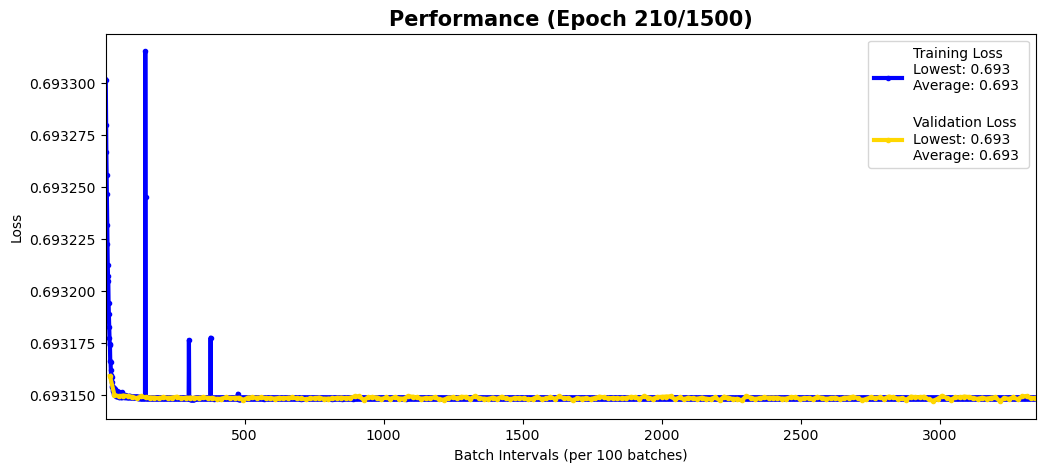 Performance (Epoch 210/1500)
Training Loss
Lowest: 0.693
Average: 0.693
Validation Loss
Lowest: 0.693
Average: 0.693
Loss
0.693300
0.693275
0.693250
0.693225
0.693200
0.693175
0.693150
500
1000
1500
2000
2500
3000
Batch Intervals (per 100 batches)